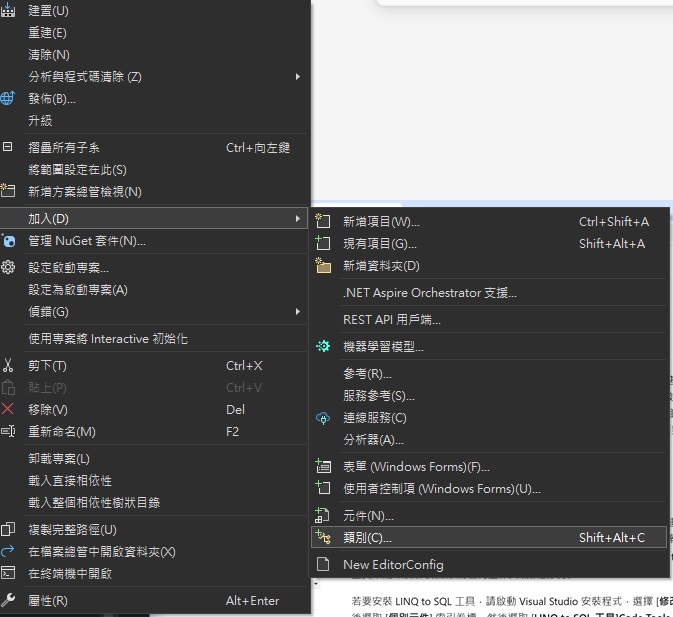 建置(U)
重建(E)
清除(N)
分析與程式碼清除 (Z)
發佈(B)...
升級
摺疊所有子系 Ctrl+向左鍵
將範圍設定在此(S)
新增方案總管檢視(N)
加入(D)
管理 NuGet 套件(N)...
設定啟動專案...
設定為啟動專案(A)
偵錯(G)
使用專案將 Interactive 初始化
剪下(T) Ctrl+X
貼上(P) Ctrl+V
移除(V) Del
重新命名(M) F2
卸載專案(L)
載入直接相依性
載入整個相依性樹狀目錄
複製完整路徑(U)
在檔案總管中開啟資料夾(X)
在終端機中開啟
屬性(R) Alt+Enter
新增項目(W)... Ctrl+Shift+A
現有項目(G)... Shift+Alt+A
新增資料夾(D)
.NET Aspire Orchestrator 支援...
REST API 用戶端...
機器學習模型...
參考(R)...
服務參考(S)...
連線服務(C)
分析器(A)...
表單 (Windows Forms)(F)...
使用者控制項 (Windows Forms)(U)...
元件(N)...
類別(C)... Shift+Alt+C
New EditorConfig
若要安裝 LINQ to SQL 工具，請啟動 Visual Studio 安裝程式，選擇 [修